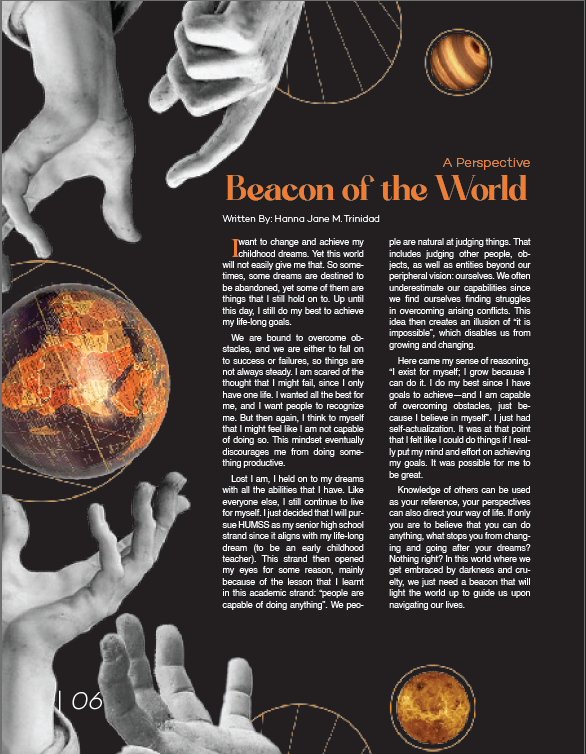 A Perspective
Beacon of the World
Written By: Hanna Jane M. Trinidad
I want to change and achieve my
childhood dreams. Yet this world
will not easily give me that. So some-
times, some dreams are destined to
be abandoned, yet some of them are
things that I still hold on to. Up until
this day, I still do my best to achieve
my life-long goals.
We are bound to overcome ob-
stacles, and we are either to fall on
to success or failures, so things are
not always steady. I am scared of the
thought that I might fail, since I only
have one life. I wanted all the best for
me, and I want people to recognize
me. But then again, I think to myself
that I might feel like I am not capable
of doing so. This mindset eventually
discourages me from doing some-
thing productive.
Lost I am, I held on to my dreams
with all the abilities that I have. Like
everyone else, I still continue to live
for myself. I just decided that I will pur-
sue HUMSS as my senior high school
strand since it aligns with my life-long
dream (to be an early childhood
teacher). This strand then opened
my eyes for some reason, mainly
because of the lesson that I learnt
in this academic strand: “people are
capable of doing anything”. We peo-
ple are natural at judging things. That
includes judging other people, ob-
jects, as well as entities beyond our
peripheral vision: ourselves. We often
underestimate our capabilities since
we find ourselves finding struggles
in overcoming arising conflicts. This
idea then creates an illusion of “it is
impossible”, which disables us from
growing and changing.
Here came my sense of reasoning.
“I exist for myself; I grow because I
can do it. I do my best since I have
goals to achieve—and I am capable
of overcoming obstacles, just be-
cause I believe in myself”. I just had
self-actualization. It was at that point
that I felt like I could do things if I real-
ly put my mind and effort on achieving
my goals. It was possible for me to
be great.
Knowledge of others can be used
as your reference, your perspectives
can also direct your way of life. If only
you are to believe that you can do
anything, what stops you from chang-
ing and going after your dreams?
Nothing right? In this world where we
get embraced by darkness and cru-
elty, we just need a beacon that will
light the world up to guide us upon
navigating our lives.
| 06